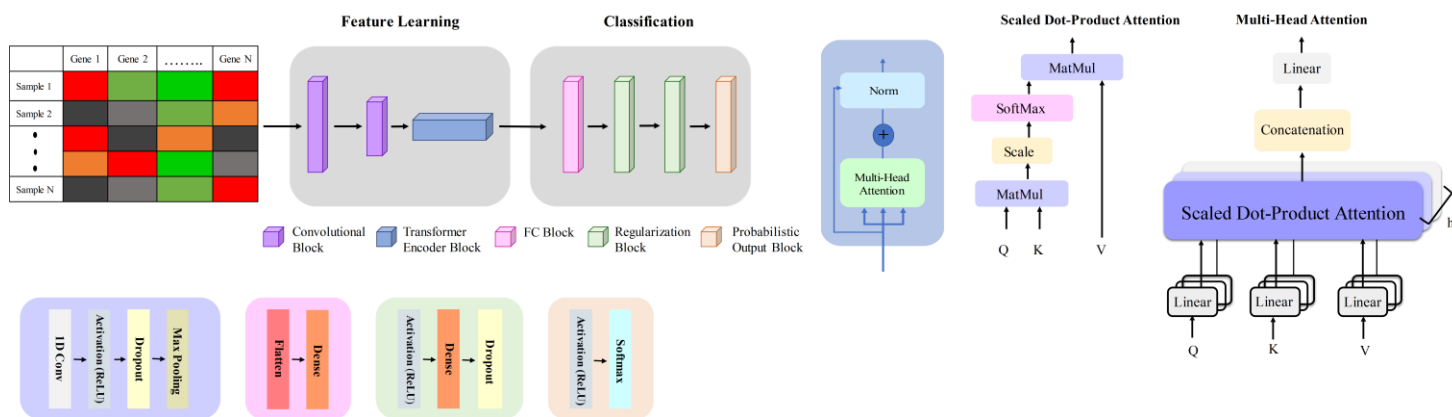 Feature Learning
Classification
Gene 1 Gene 2 ........ Gene N
Sample 1
Sample 2
Sample N
Convolutional
Block
Transformer
Encoder Block
FC Block
Regularization
Block
Probabilistic
Output Block
1D Conv
Activation (ReLU)
Dropout
Max Pooling
Flatten
Dense
Activation (ReLU)
Dense
Dropout
Activation (ReLU)
Softmax
Norm
+
Multi-Head
Attention
Scaled Dot-Product Attention
MatMul
SoftMax
Scale
MatMul
Q K V
Multi-Head Attention
Linear
Concatenation
Scaled Dot-Product Attention
h
Linear Linear Linear
Q K V